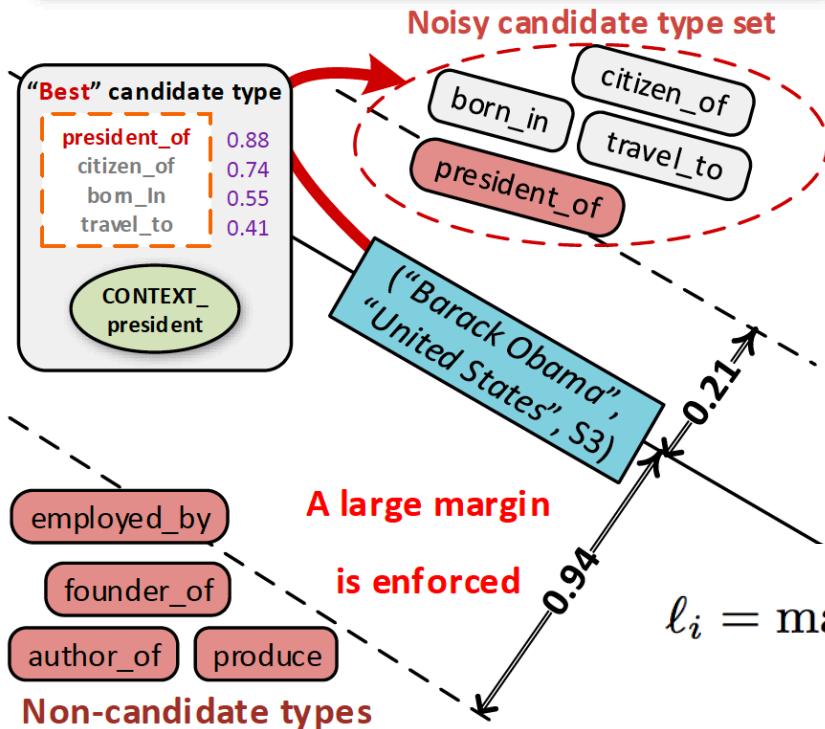 Noisy candidate type set
"Best" candidate type
president_of 0.88
citizen_of 0.74
born_In 0.55
travel_to 0.41
CONTEXT_
president
born_in
citizen_of
travel_to
president_of
("Barack Obama",
"United States", S3)
0.21
0.94
A large margin
is enforced
employed_by
founder_of
author_of
produce
Non-candidate types
ℓᵢ = ma